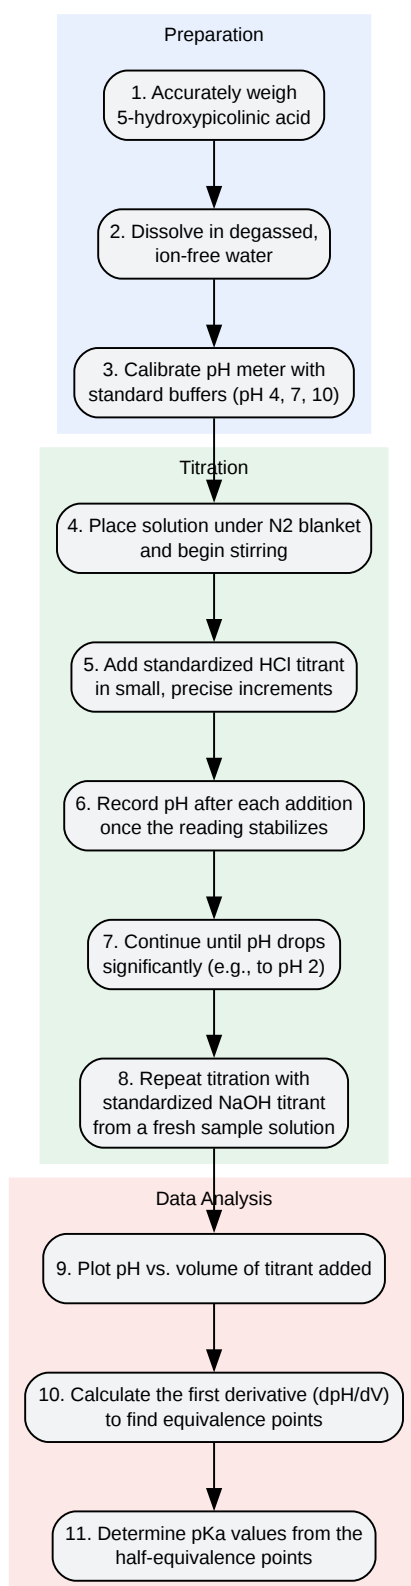 Preparation
1. Accurately weigh
5-hydroxypicolinic acid
2. Dissolve in degassed,
ion-free water
3. Calibrate pH meter with
standard buffers (pH 4, 7, 10)
Titration
4. Place solution under N2 blanket
and begin stirring
5. Add standardized HCl titrant
in small, precise increments
6. Record pH after each addition
once the reading stabilizes
7. Continue until pH drops
significantly (e.g., to pH 2)
8. Repeat titration with
standardized NaOH titrant
from a fresh sample solution
Data Analysis
9. Plot pH vs. volume of titrant added
10. Calculate the first derivative (dpH/dV)
to find equivalence points
11. Determine pKa values from the
half-equivalence points